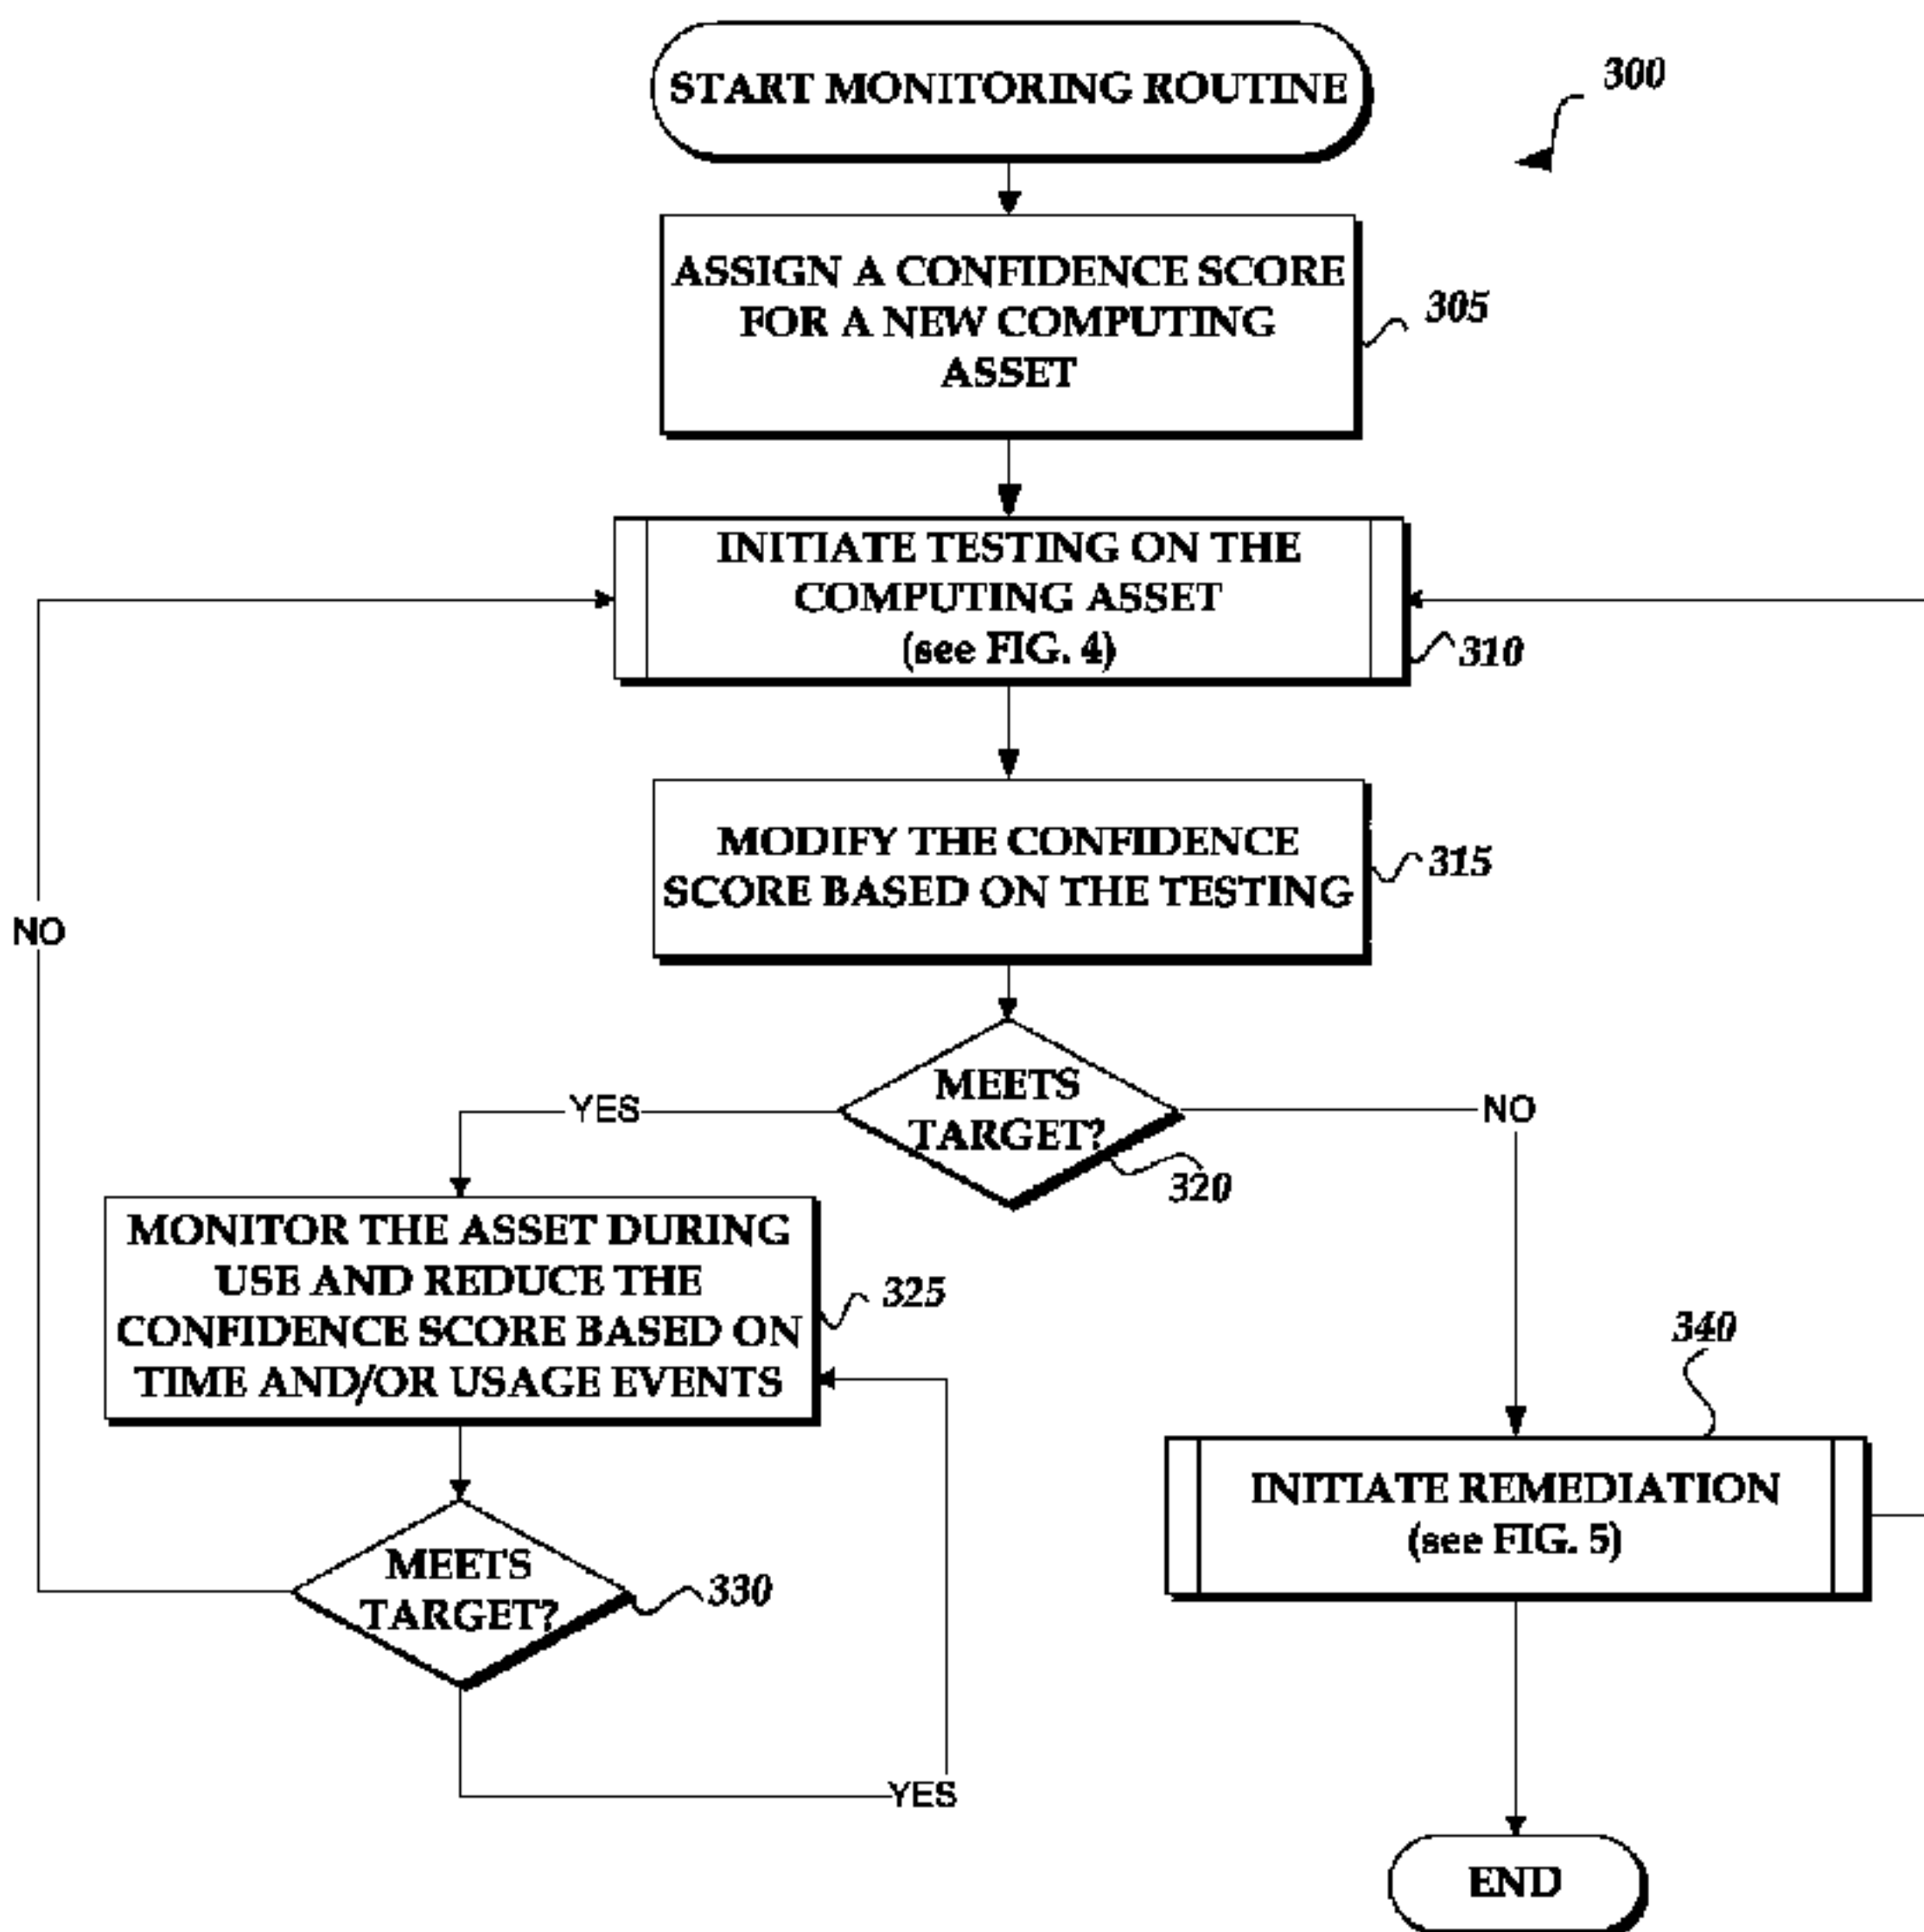 START MONITORING ROUTINE
300
ASSIGN A CONFIDENCE SCORE
FOR A NEW COMPUTING
ASSET
305
INITIATE TESTING ON THE
COMPUTING ASSET
(see FIG. 4)
310
MODIFY THE CONFIDENCE
SCORE BASED ON THE TESTING
315
NO
MEETS
TARGET?
320
YES
NO
MONITOR THE ASSET DURING
USE AND REDUCE THE
CONFIDENCE SCORE BASED ON
TIME AND/OR USAGE EVENTS
325
340
INITIATE REMEDIATION
(see FIG. 5)
MEETS
TARGET?
330
YES
END